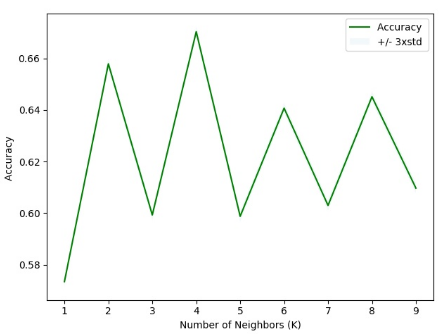 Accuracy
+/- 3xstd
0.66
0.64
0.62
0.60
0.58
Accuracy
1 2 3 4 5 6 7 8 9
Number of Neighbors (K)